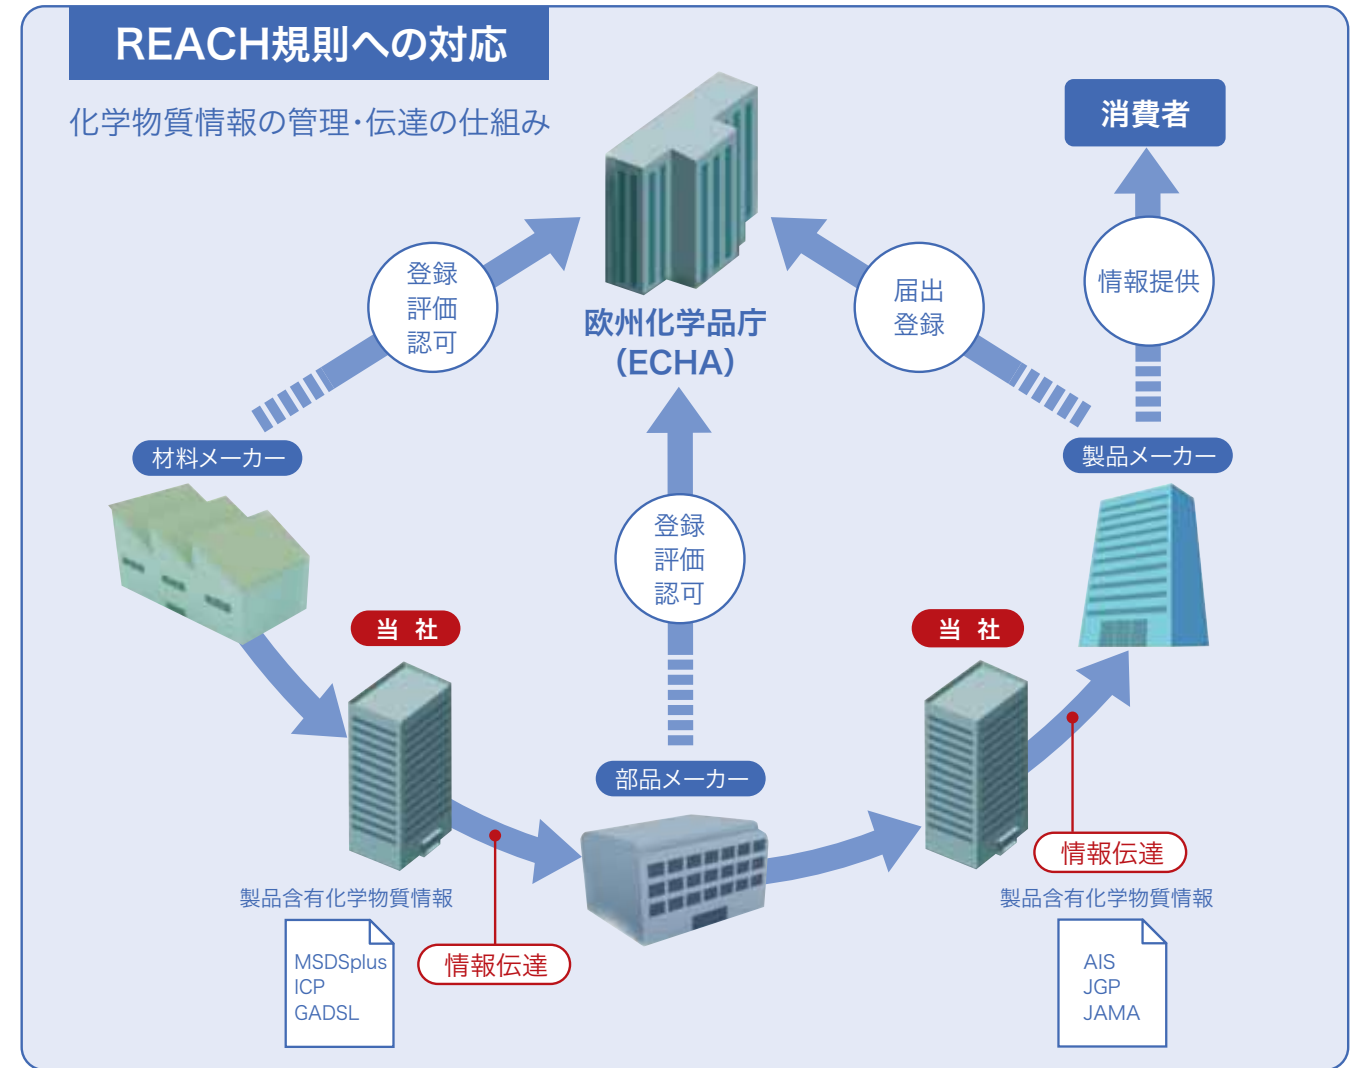 REACH規則への対応
化学物質情報の管理・伝達の仕組み
消費者
情報提供
登録
評価
認可
届出
登録
欧州化学品庁
（ECHA）
材料メーカー
製品メーカー
登録
評価
認可
当 社
当 社
部品メーカー
情報伝達
製品含有化学物質情報
MSDSplus
ICP
GADSL
情報伝達
製品含有化学物質情報
AIS
JGP
JAMA